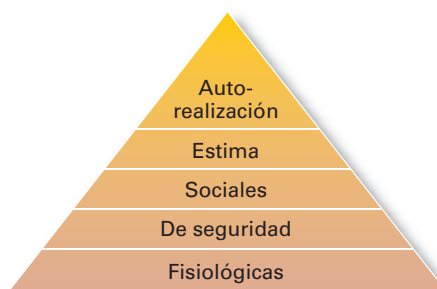 Auto-
realización
Estima
Sociales
De seguridad
Fisiológicas